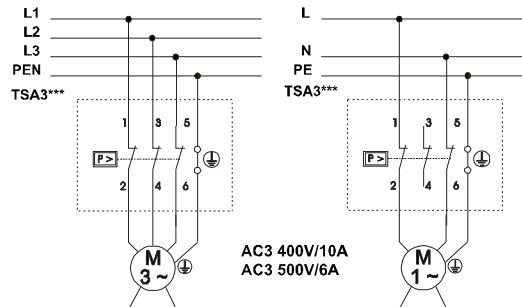 L1
L2
L3
PEN
TSA3***
1 3 5
P >
2 4 6
M
3 ~
AC3 400V/10A
AC3 500V/6A
L
N
PE
TSA3***
1 3 5
P >
2 4 6
M
1 ~